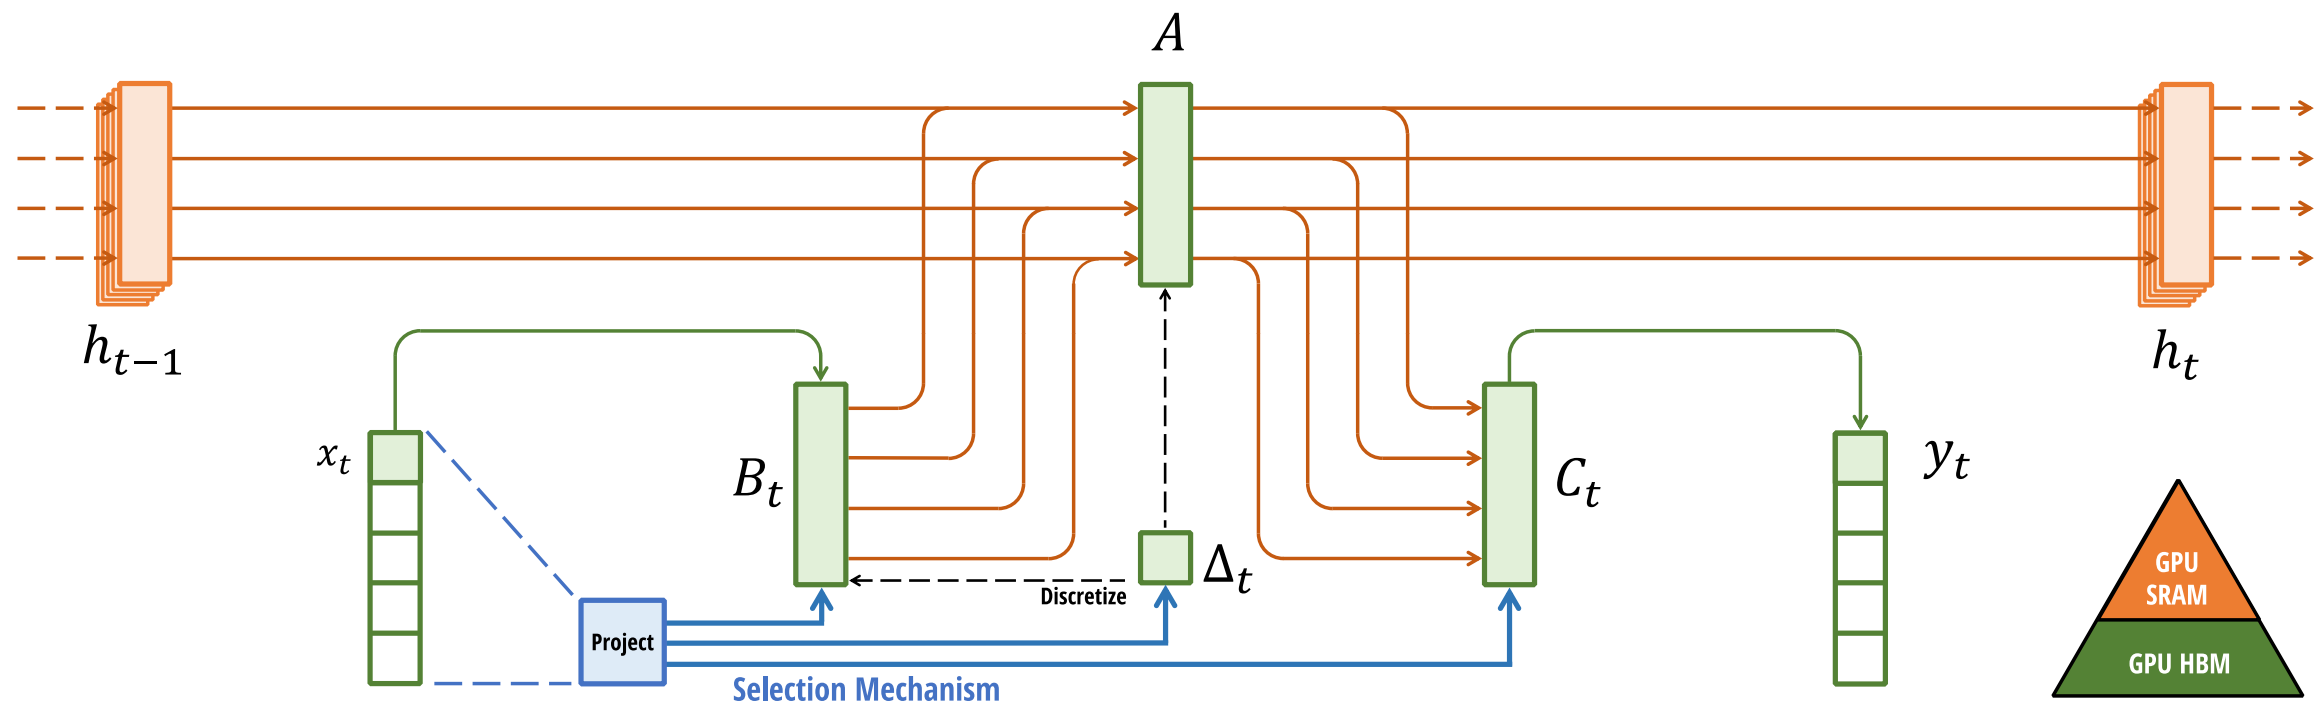 A
h_{t-1}
h_t
x_t
B_t
C_t
y_t
Δ_t
Discretize
Project
Selection Mechanism
GPU
SRAM
GPU HBM